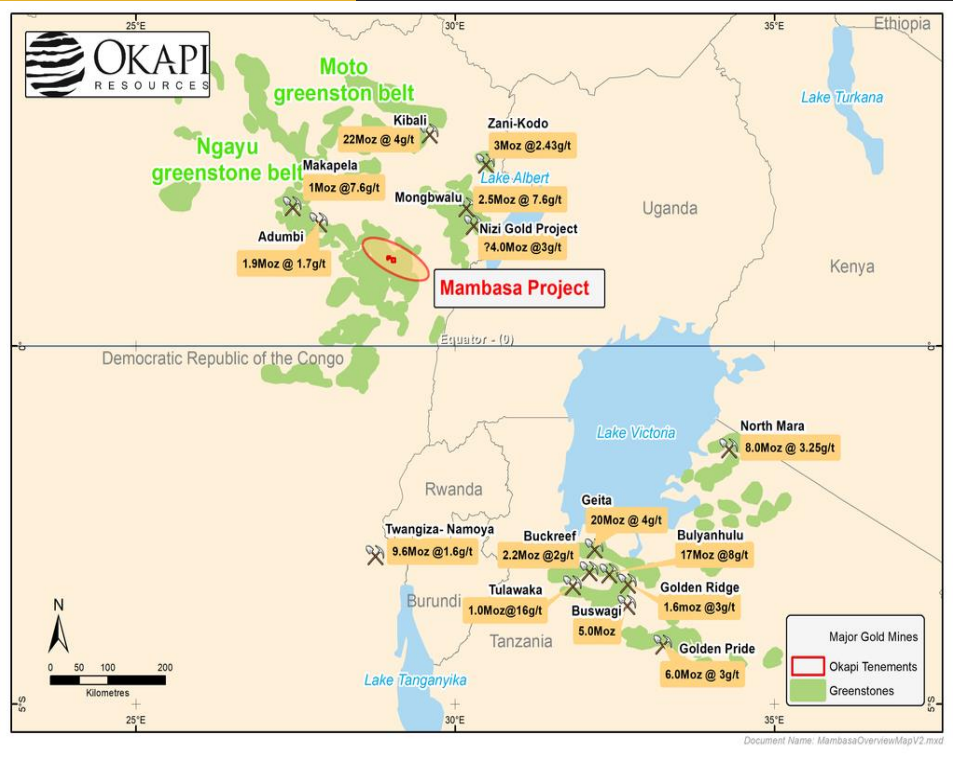 25°E
30°E
35°E
Ethiopia
OKAPI
RESOURCES
Moto
greenston belt
Lake Turkana
Kibali
22Moz @ 4g/t
Zani-Kodo
3Moz @2.43g/t
Ngayu
greenstone belt
Makapela
1Moz @7.6g/t
Lake Albert
Mongbwalu
2.5Moz @ 7.6g/t
Uganda
Nizi Gold Project
?4.0Moz @3g/t
Adumbi
1.9Moz @ 1.7g/t
Kenya
Mambasa Project
Equator - (0)
0°
0°
Democratic Republic of the Congo
Lake Victoria
North Mara
8.0Moz @ 3.25g/t
Rwanda
Geita
20Moz @ 4g/t
Twangiza- Namoya
9.6Moz @1.6g/t
Buckreef
2.2Moz @2g/t
Bulyanhulu
17Moz @8g/t
Tulawaka
1.0Moz@16g/t
Golden Ridge
1.6moz @3g/t
Burundi
Buswagi
5.0Moz
Tanzania
Golden Pride
6.0Moz @ 3g/t
Lake Tanganyika
N
0 50 100 200
Kilometres
Major Gold Mines
Okapi Tenements
Greenstones
5°S
5°S
25°E
30°E
35°E
Document Name: MambasaOverviewMapV2.mxd